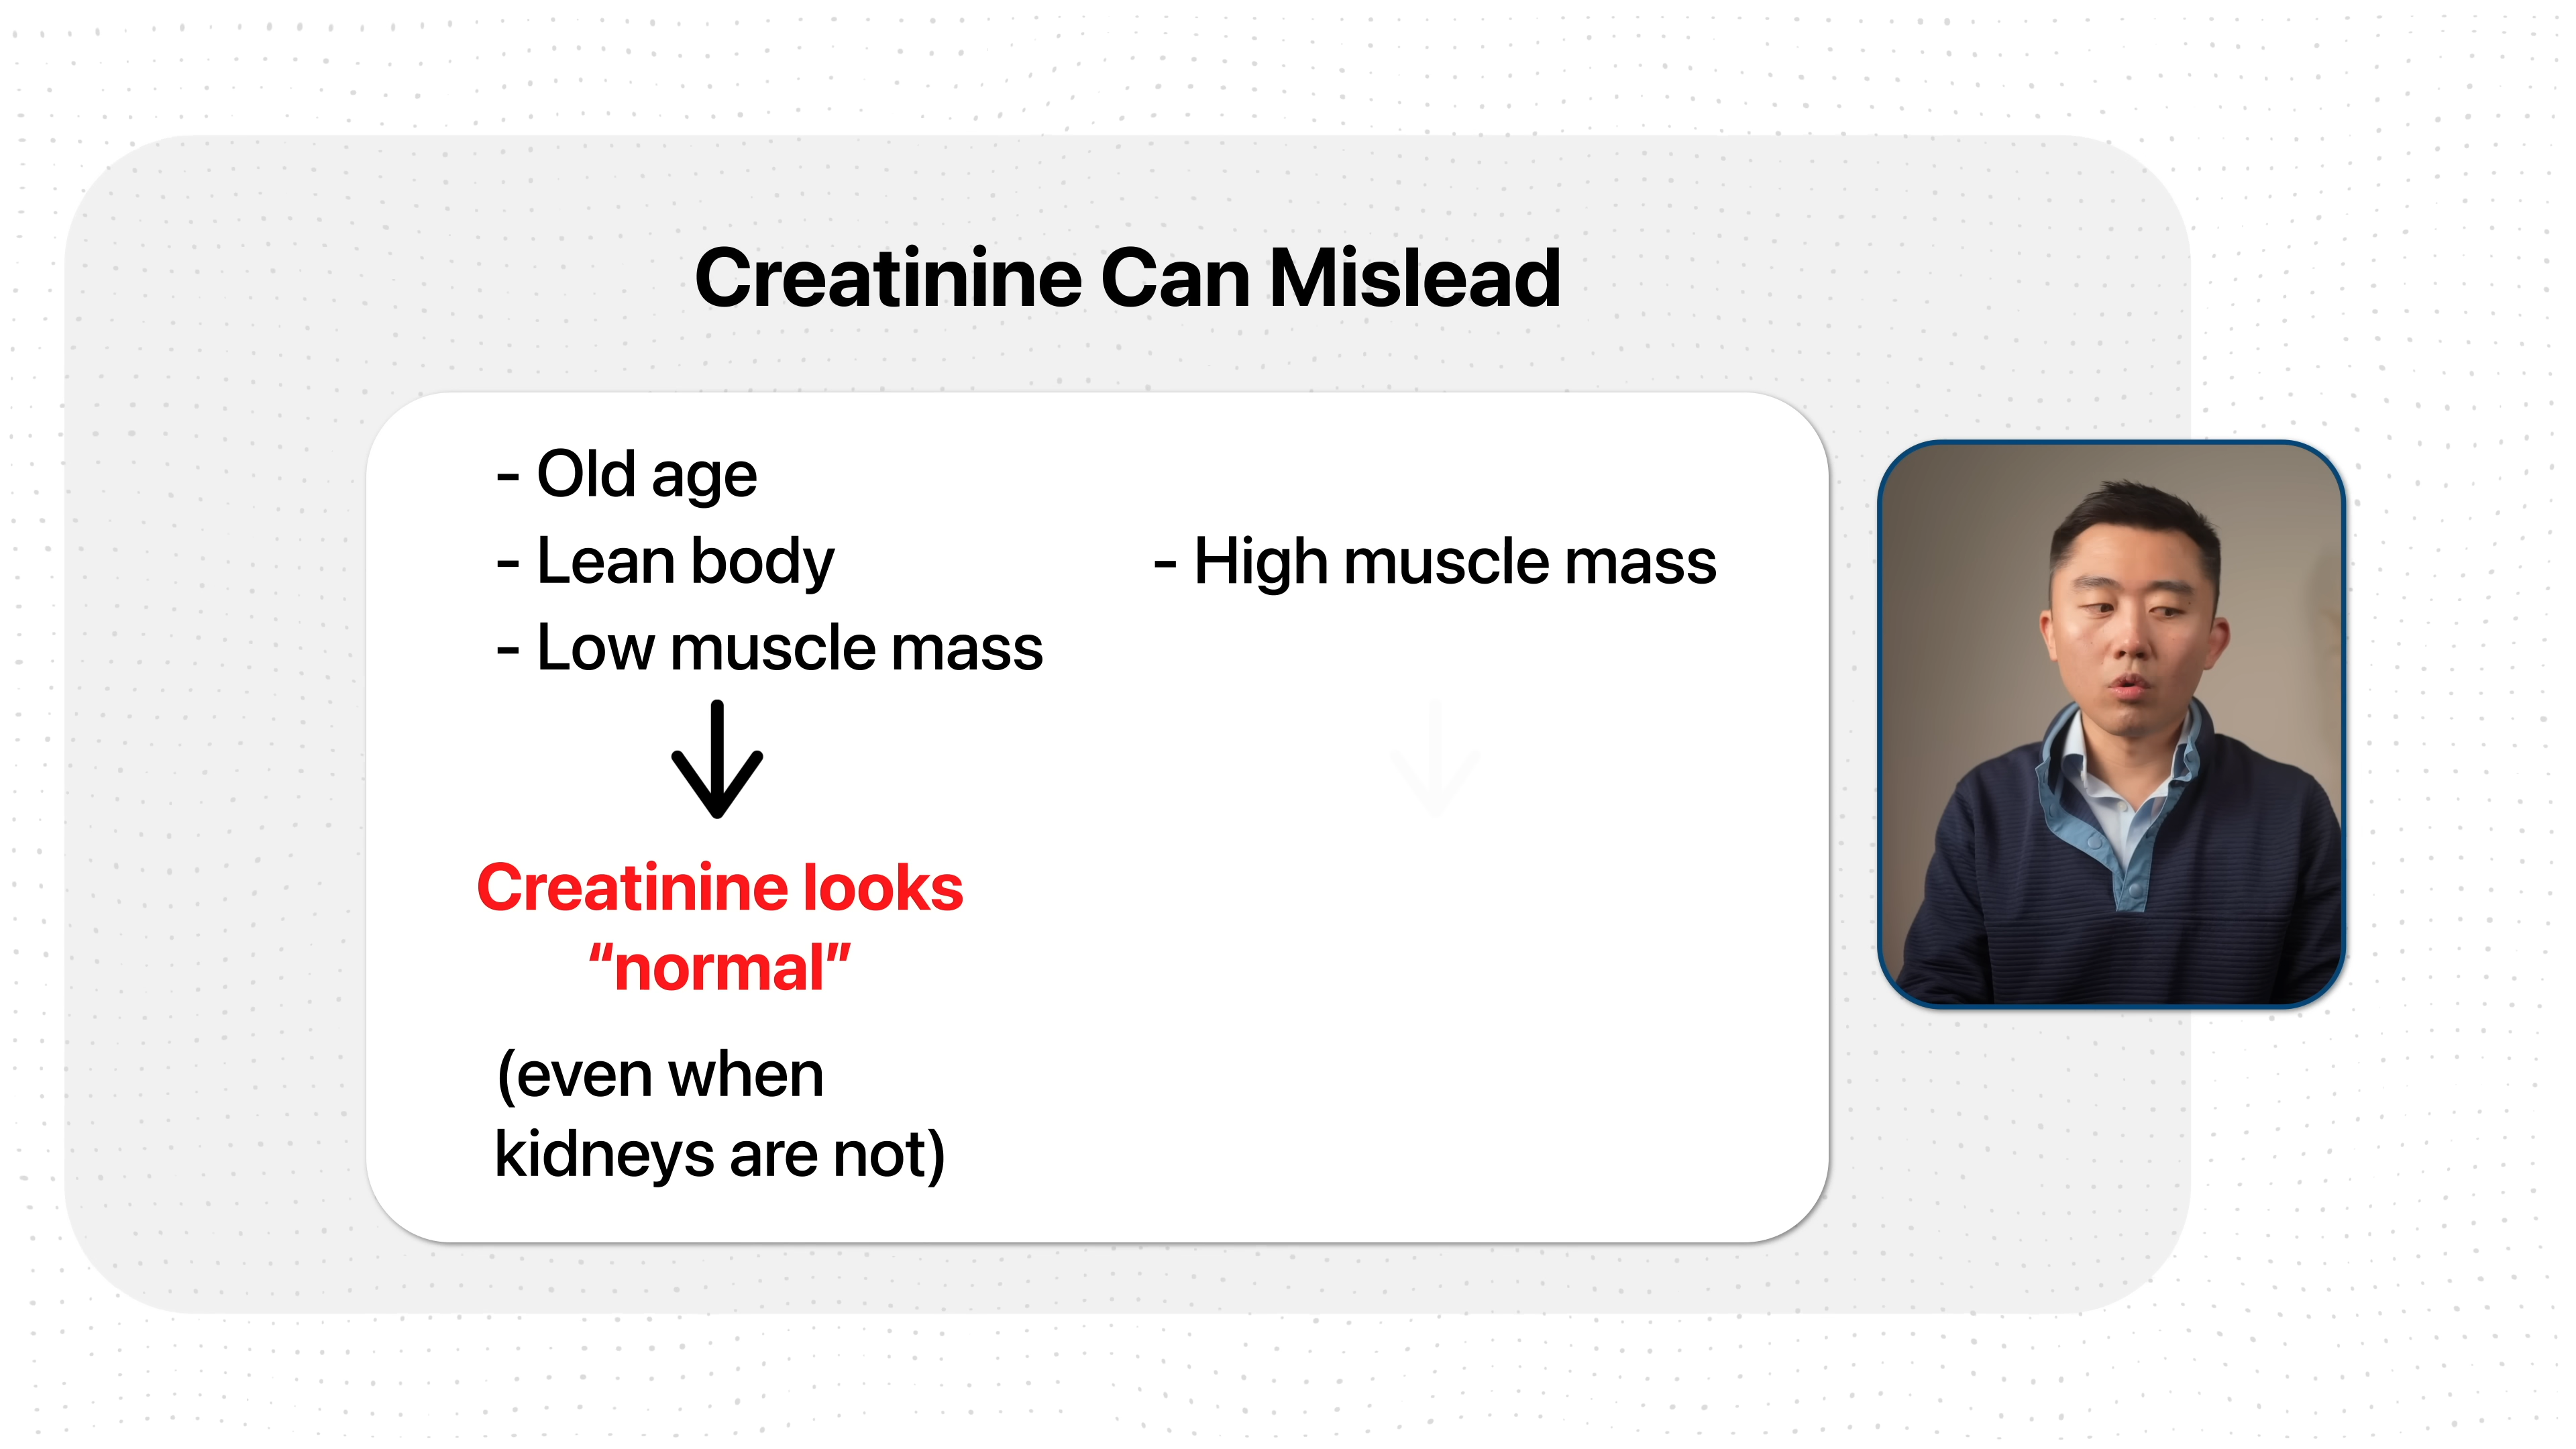 Creatinine Can Mislead
- Old age
- Lean body
- Low muscle mass
Creatinine looks
“normal”
(even when
kidneys are not)
- High muscle mass